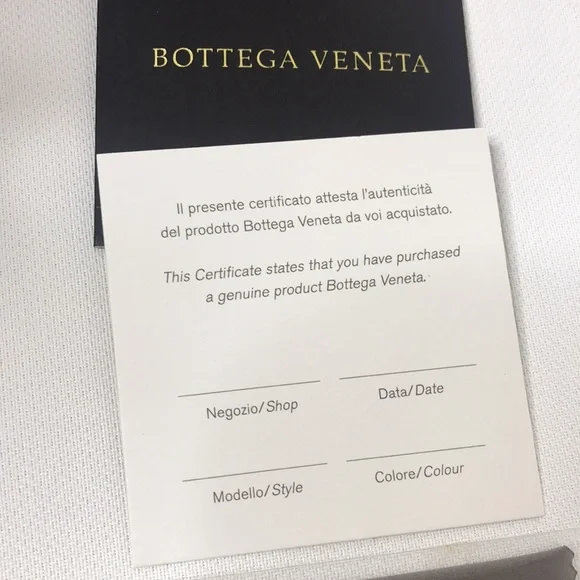 BOTTEGA VENETA
Il presente certificato attesta l'autenticità
del prodotto Bottega Veneta da voi acquistato.
This Certificate states that you have purchased
a genuine product Bottega Veneta.
Negozio/Shop
Data/Date
Modello/Style
Colore/Colour